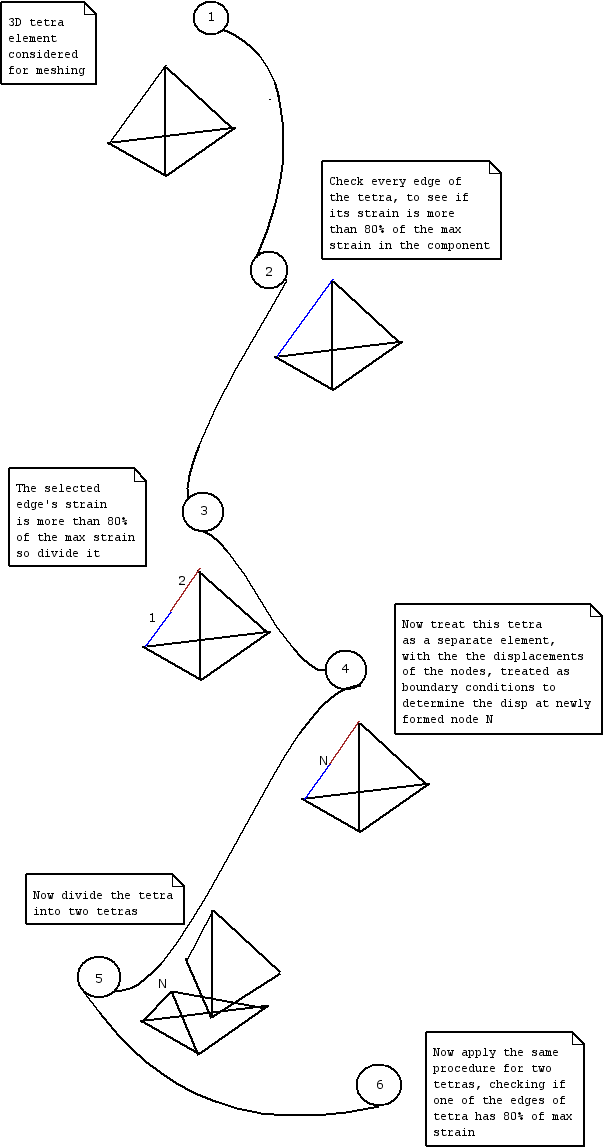 1
3D tetra
element
considered
for meshing
Check every edge of
the tetra, to see if
its strain is more
than 80% of the max
strain in the component
2
The selected
edge's strain
is more than 80%
of the max strain
so divide it
3
2
1
Now treat this tetra
as a separate element,
with the the displacements
of the nodes, treated as
boundary conditions to
determine the disp at newly
formed node N
4
N
Now divide the tetra
into two tetras
5
N
Now apply the same
procedure for two
tetras, checking if
one of the edges of
tetra has 80% of max
strain
6